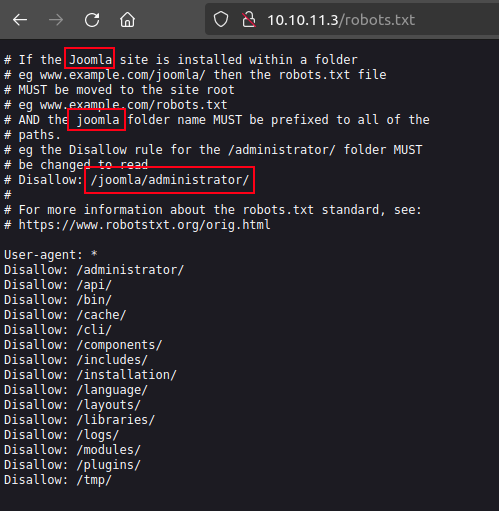 10.10.11.3/robots.txt
# If the Joomla site is installed within a folder
# eg www.example.com/joomla/ then the robots.txt file
# MUST be moved to the site root
# eg www.example.com/robots.txt
# AND the joomla folder name MUST be prefixed to all of the
# paths.
# eg the Disallow rule for the /administrator/ folder MUST
# be changed to read
# Disallow: /joomla/administrator/
#
# For more information about the robots.txt standard, see:
# https://www.robotstxt.org/orig.html
User-agent: *
Disallow: /administrator/
Disallow: /api/
Disallow: /bin/
Disallow: /cache/
Disallow: /cli/
Disallow: /components/
Disallow: /includes/
Disallow: /installation/
Disallow: /language/
Disallow: /layouts/
Disallow: /libraries/
Disallow: /logs/
Disallow: /modules/
Disallow: /plugins/
Disallow: /tmp/